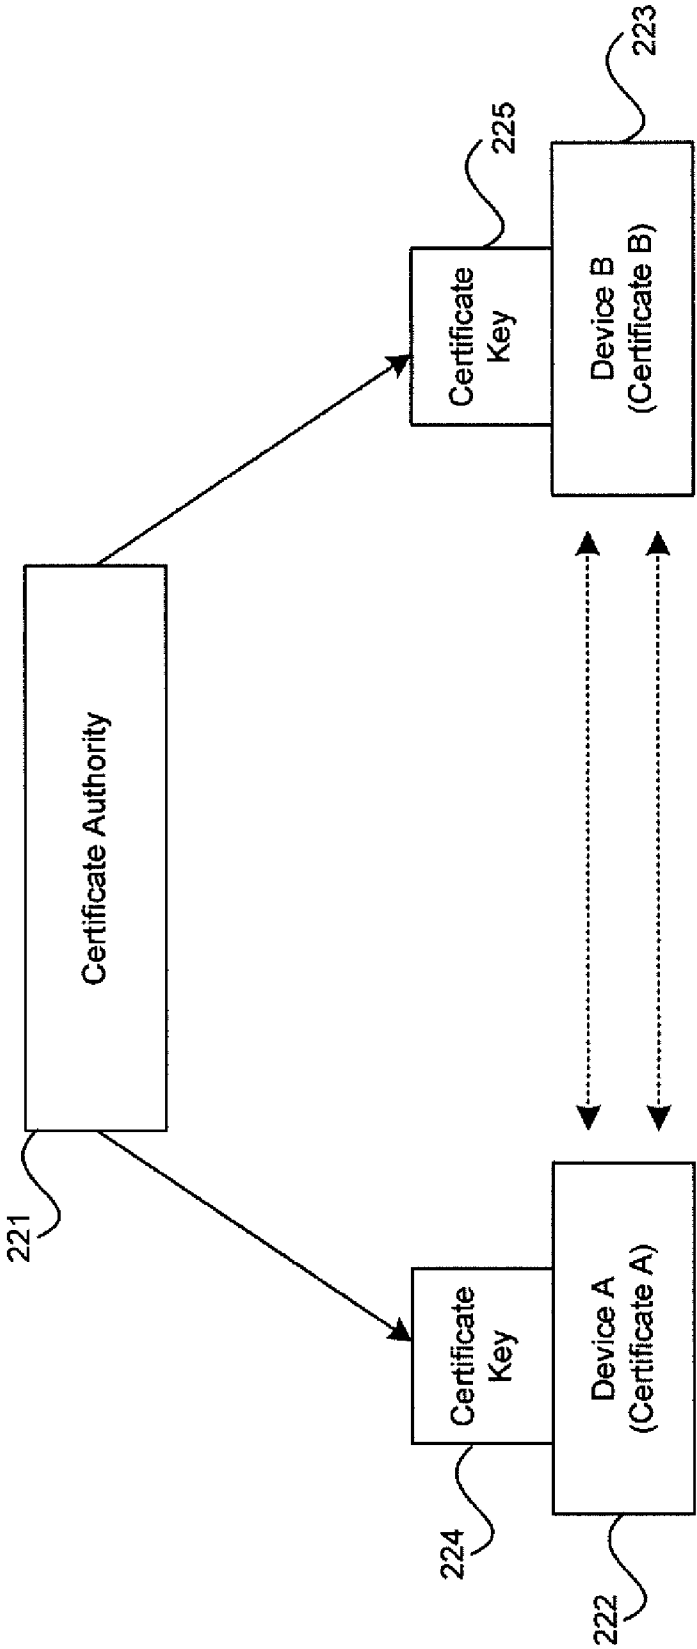 221
Certificate Authority
224
Certificate
Key
Certificate
Key
225
222
Device A
(Certificate A)
Device B
(Certificate B)
223